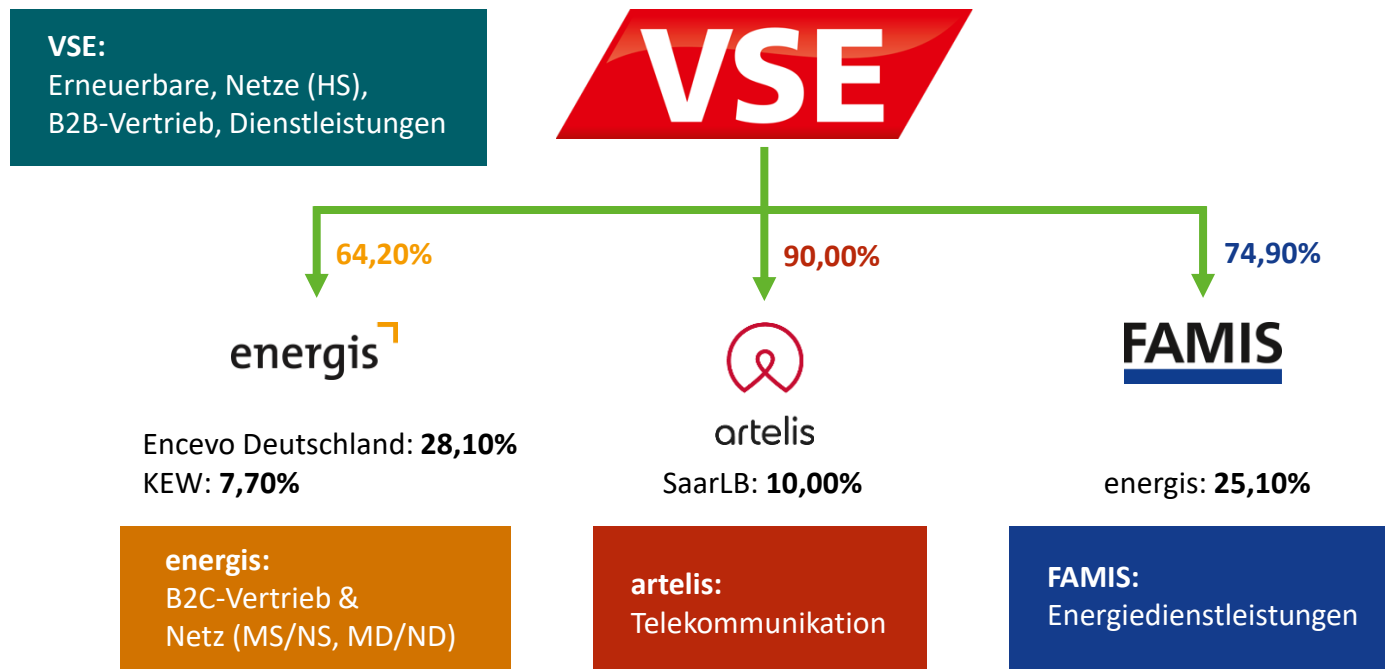 VSE:
Erneuerbare, Netze (HS),
B2B-Vertrieb, Dienstleistungen
VSE
64,20%
90,00%
74,90%
energis
artelis
FAMIS
Encevo Deutschland: 28,10%
KEW: 7,70%
SaarLB: 10,00%
energis: 25,10%
energis:
B2C-Vertrieb &
Netz (MS/NS, MD/ND)
artelis:
Telekommunikation
FAMIS:
Energiedienstleistungen